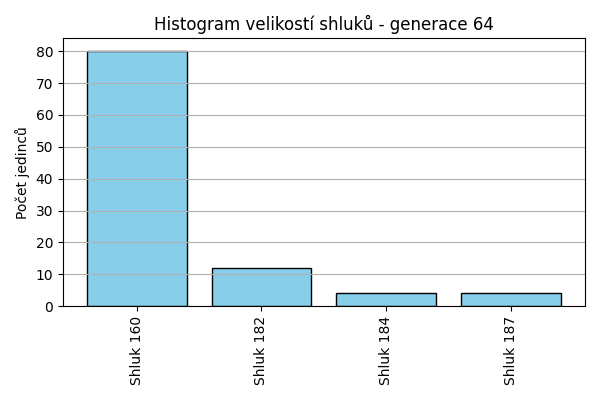 Histogram velikostí shluků - generace 64
Počet jedinců
80
70
60
50
40
30
20
10
0
Shluk 160
Shluk 182
Shluk 184
Shluk 187